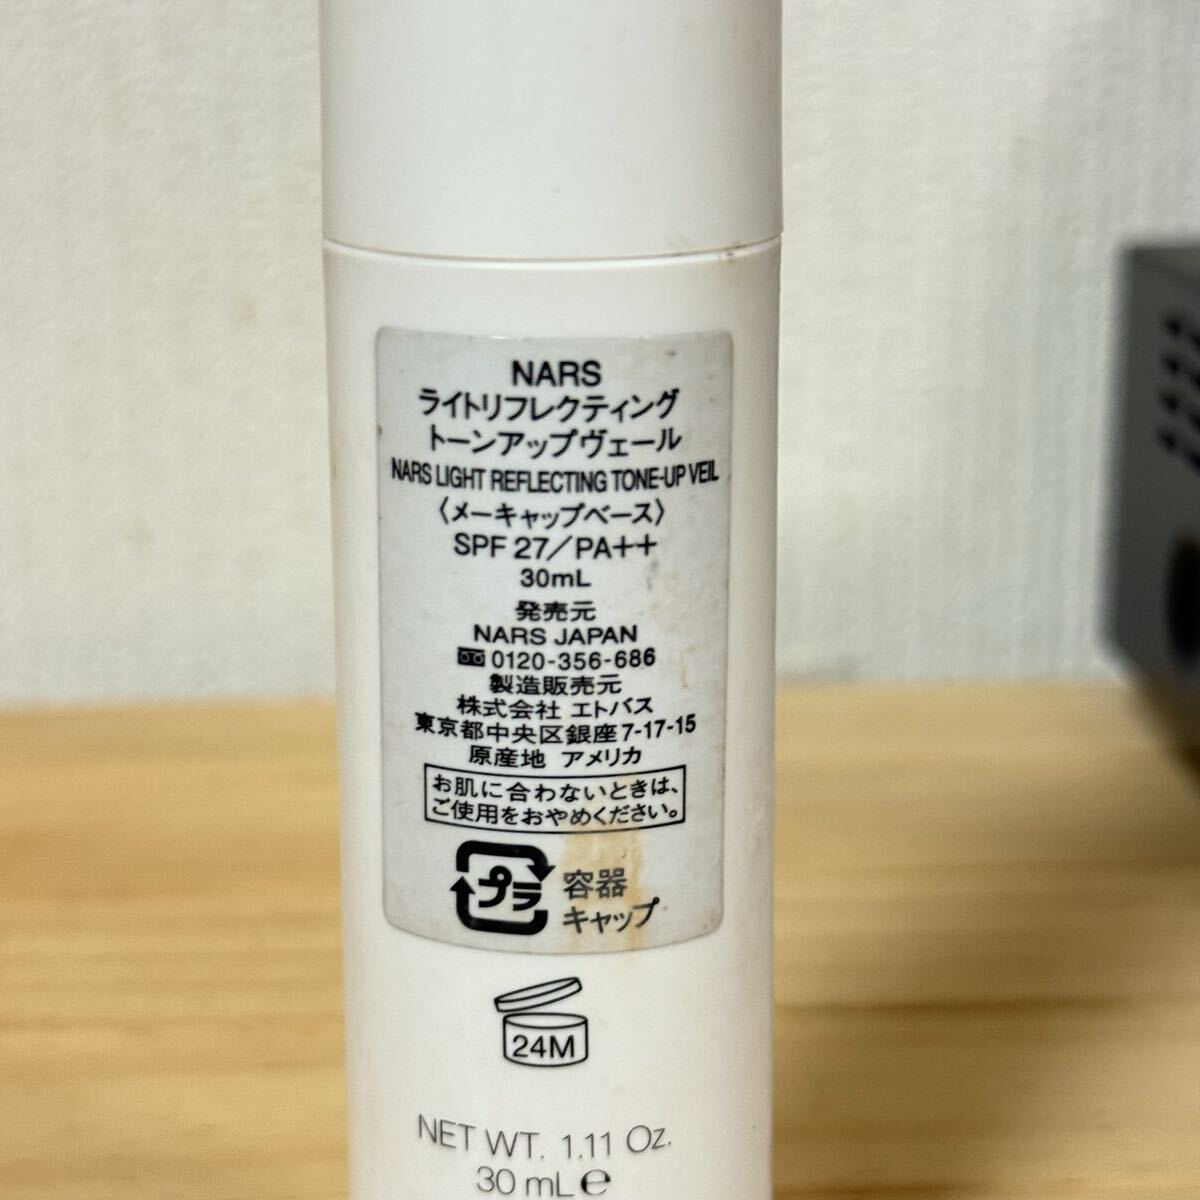 NARS
ライトリフレクティング
トーンアップヴェール
NARS LIGHT REFLECTING TONE-UP VEIL
〈メーキャップベース〉
SPF 27/PA++
30mL
発売元
NARS JAPAN
0120-356-686
製造販売元
株式会社 エトバス
東京都中央区銀座7-17-15
原産地 アメリカ
お肌に合わないときは、
ご使用をおやめください。
プラ
容器
キャップ
24M
NET WT. 1.11 Oz.
30 mL℮